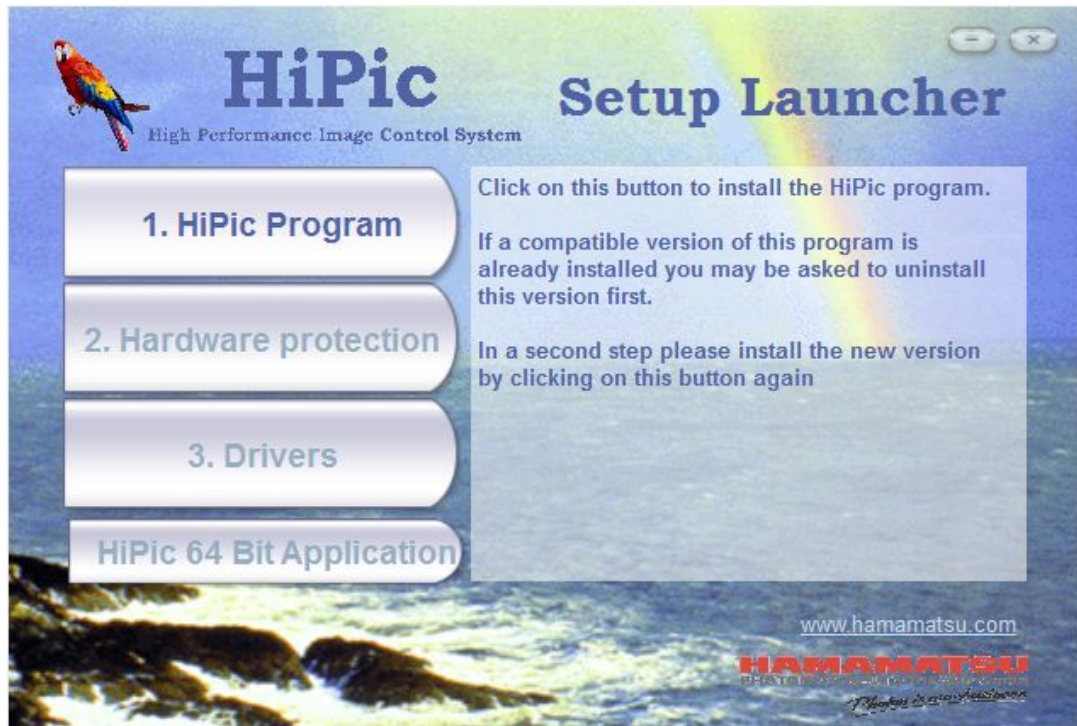 HiPic
High Performance Image Control System
Setup Launcher
1. HiPic Program
2. Hardware protection
3. Drivers
HiPic 64 Bit Application
Click on this button to install the HiPic program.
If a compatible version of this program is
already installed you may be asked to uninstall
this version first.
In a second step please install the new version
by clicking on this button again
www.hamamatsu.com
HAMAMATSU